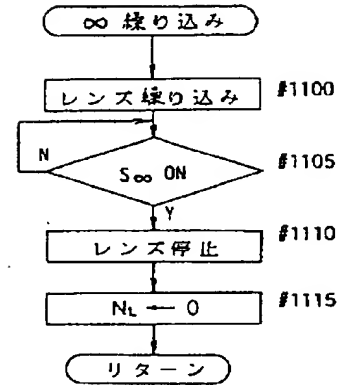 ∞ 繰り込み
レンズ繰り込み #1100
N
S∞ ON #1105
Y
レンズ停止 #1110
NL ← 0 #1115
リターン